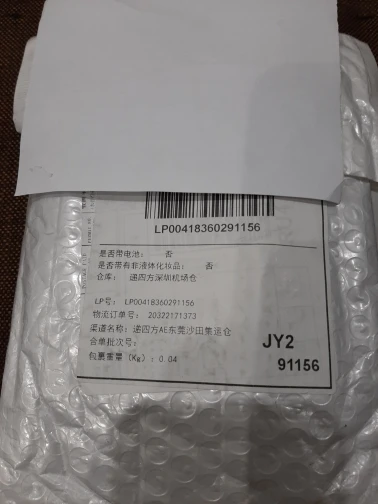 LP00418360291156
是否带电池： 否
是否带有非液体化妆品： 否
仓库： 递四方深圳机场仓
LP号： LP00418360291156
物流订单号： 20322171373
渠道名称：递四方AE东莞沙田集运仓
合单批次号：
包裹重量（Kg）：0.04
JY2
91156